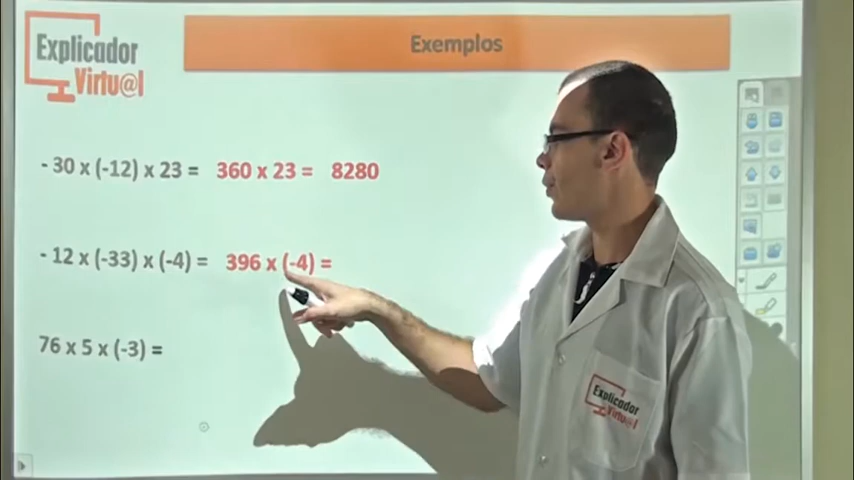 Explicador
Virtu@l
Exemplos
- 30 x (-12) x 23 = 360 x 23 = 8280
- 12 x (-33) x (-4) = 396 x (-4) =
76 x 5 x (-3) =
Explicador
Virtu@l